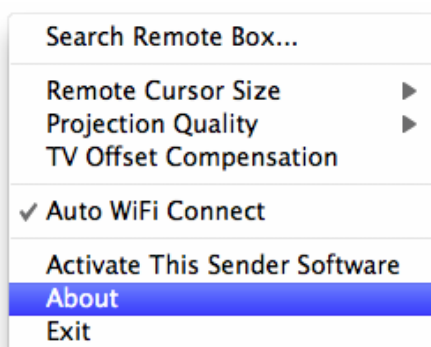 Search Remote Box...
Remote Cursor Size
Projection Quality
TV Offset Compensation
Auto WiFi Connect
Activate This Sender Software
About
Exit